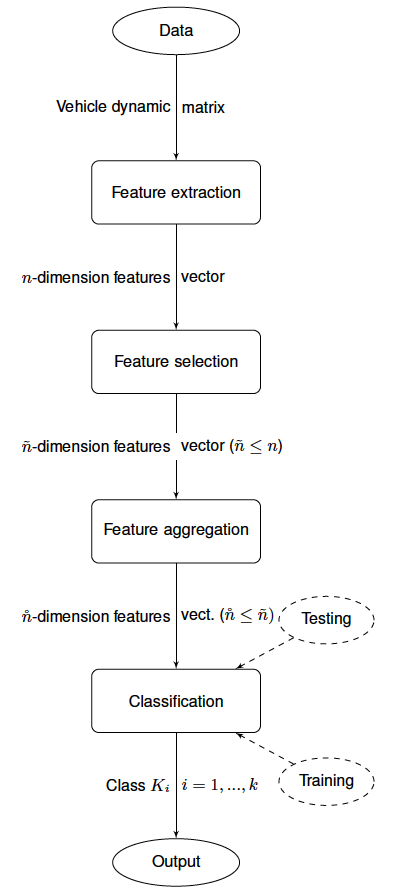 Data
Vehicle dynamic matrix
Feature extraction
n-dimension features vector
Feature selection
ñ-dimension features vector (ñ ≤ n)
Feature aggregation
n̊-dimension features vect. (n̊ ≤ ñ)
Testing
Classification
Training
Class Kᵢ i = 1, ..., k
Output